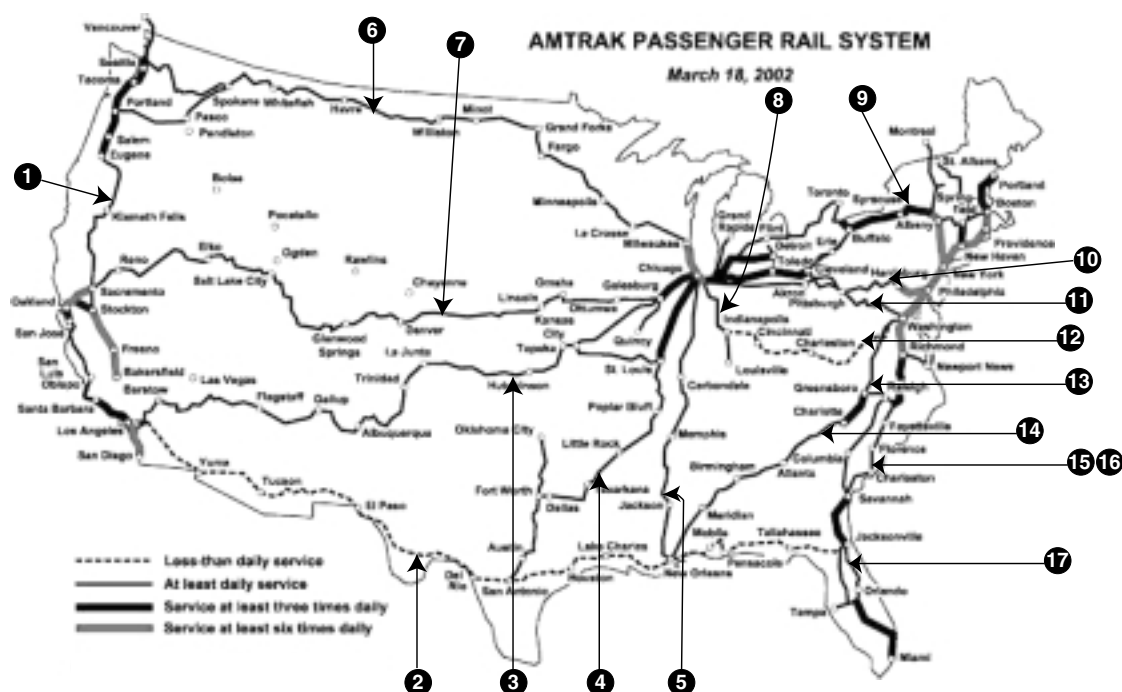 AMTRAK PASSENGER RAIL SYSTEM
March 18, 2002
6
7
8
9
1
10
11
12
13
14
15 16
17
2
3
4
5
Vancouver
Seattle
Tacoma
Portland
Salem
Eugene
Klamath Falls
Spokane
Whitefish
Havre
Pasco
Pendleton
Boise
Pocatello
Ogden
Rawlins
Cheyenne
Williston
Minot
Grand Forks
Fargo
Minneapolis
La Crosse
Milwaukee
Chicago
Grand
Rapids
Flint
Detroit
Toledo
Toronto
Montreal
St. Albans
Syracuse
Portland
Boston
Albany
Buffalo
Erie
Providence
New Haven
New York
Cleveland
Akron
Pittsburgh
Philadelphia
Washington
Richmond
Newport News
Reno
Elko
Salt Lake City
Sacramento
Oakland
Stockton
San Jose
Fresno
San
Luis
Obispo
Bakersfield
Barstow
Las Vegas
Santa Barbara
Los Angeles
San Diego
Glenwood
Springs
Denver
Lincoln
Omaha
Ottumwa
Galesburg
Kansas
City
Topeka
Quincy
St. Louis
Indianapolis
Cincinnati
Charleston
Louisville
La Junta
Trinidad
Hutchinson
Flagstaff
Gallup
Albuquerque
Carbondale
Poplar Bluff
Oklahoma City
Little Rock
Memphis
Greensboro
Raleigh
Charlotte
Fayetteville
Florence
Columbia
Charleston
Savannah
Birmingham
Atlanta
Yuma
Tucson
El Paso
Fort Worth
Dallas
Texarkana
Jackson
Meridian
Mobile
Tallahassee
Jacksonville
Austin
Lake Charles
Del
Rio
San Antonio
Houston
New Orleans
Pensacola
Orlando
Tampa
Miami
Less-than daily service
At least daily service
Service at least three times daily
Service at least six times daily